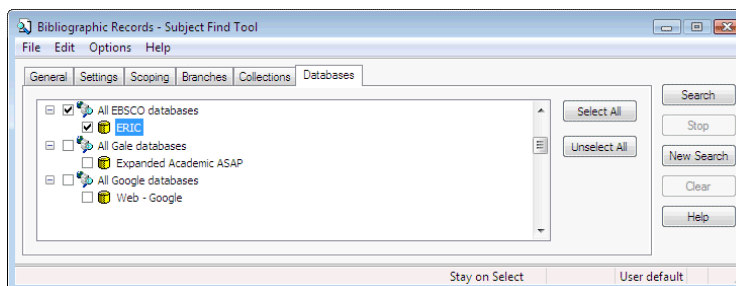 Bibliographic Records - Subject Find Tool
File Edit Options Help
General Settings Scoping Branches Collections Databases
All EBSCO databases
ERIC
All Gale databases
Expanded Academic ASAP
All Google databases
Web - Google
Select All
Unselect All
Search
Stop
New Search
Clear
Help
Stay on Select User default